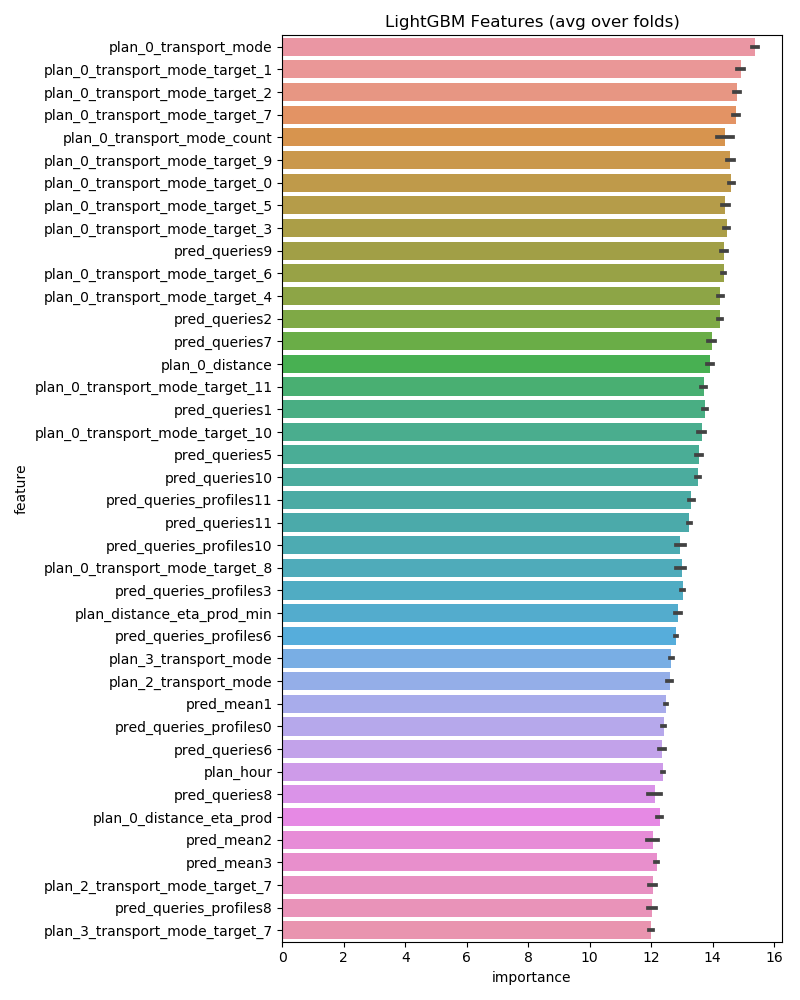 LightGBM Features (avg over folds)
plan_0_transport_mode
plan_0_transport_mode_target_1
plan_0_transport_mode_target_2
plan_0_transport_mode_target_7
plan_0_transport_mode_count
plan_0_transport_mode_target_9
plan_0_transport_mode_target_0
plan_0_transport_mode_target_5
plan_0_transport_mode_target_3
pred_queries9
plan_0_transport_mode_target_6
plan_0_transport_mode_target_4
pred_queries2
pred_queries7
plan_0_distance
plan_0_transport_mode_target_11
pred_queries1
plan_0_transport_mode_target_10
pred_queries5
pred_queries10
pred_queries_profiles11
pred_queries11
pred_queries_profiles10
plan_0_transport_mode_target_8
pred_queries_profiles3
plan_distance_eta_prod_min
pred_queries_profiles6
plan_3_transport_mode
plan_2_transport_mode
pred_mean1
pred_queries_profiles0
pred_queries6
plan_hour
pred_queries8
plan_0_distance_eta_prod
pred_mean2
pred_mean3
plan_2_transport_mode_target_7
pred_queries_profiles8
plan_3_transport_mode_target_7
feature
0 2 4 6 8 10 12 14 16
importance